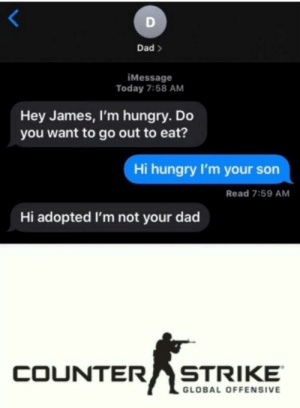 D
Dad >
iMessage
Today 7:58 AM
Hey James, I'm hungry. Do
you want to go out to eat?
Hi hungry I'm your son
Read 7:59 AM
Hi adopted I'm not your dad
COUNTER STRIKE
GLOBAL OFFENSIVE